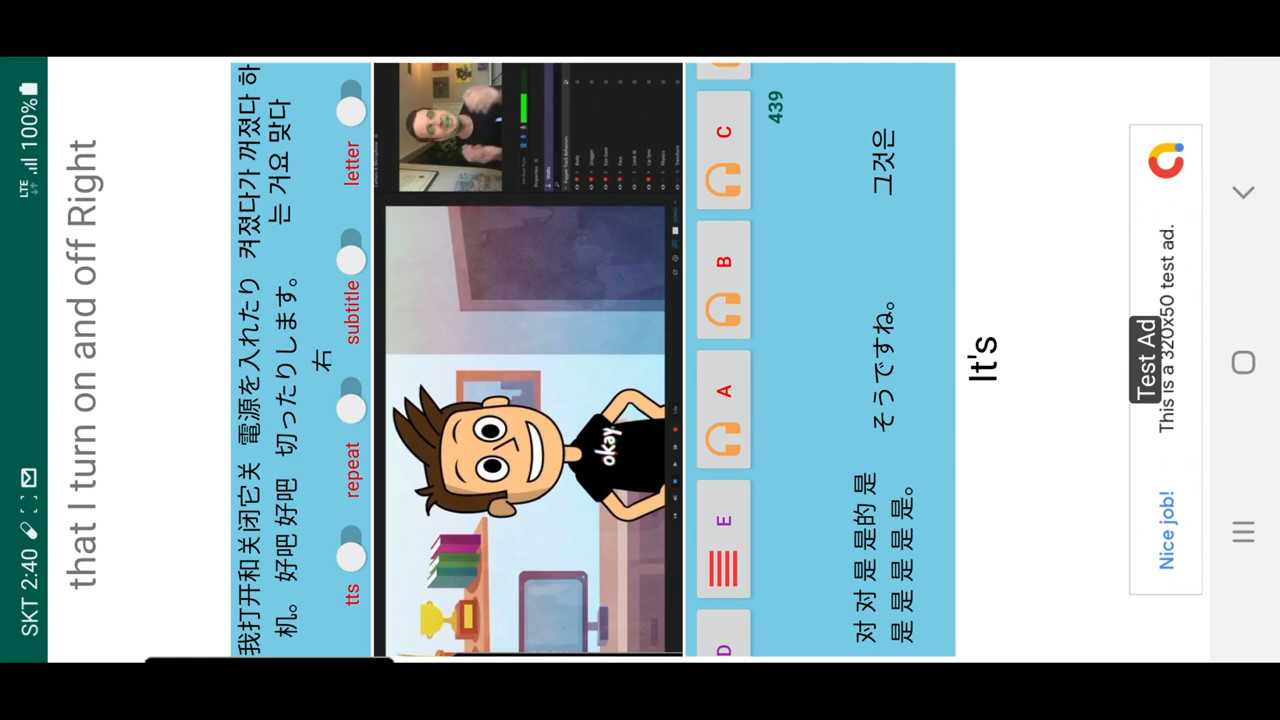 SKT 2:40
LTE 100%
that I turn on and off Right
我打开和关闭它关
机。 好吧 好吧
電源を入れたり
切ったりします。
右
켜졌다가 꺼졌다 하
는 거요 맞다
tts
repeat
subtitle
letter
okay
D
E
A
B
C
439
对 对 是 是的 是
是 是 是 是 是。
そうですね。
그것은
It's
Test Ad
Nice job!
This is a 320x50 test ad.